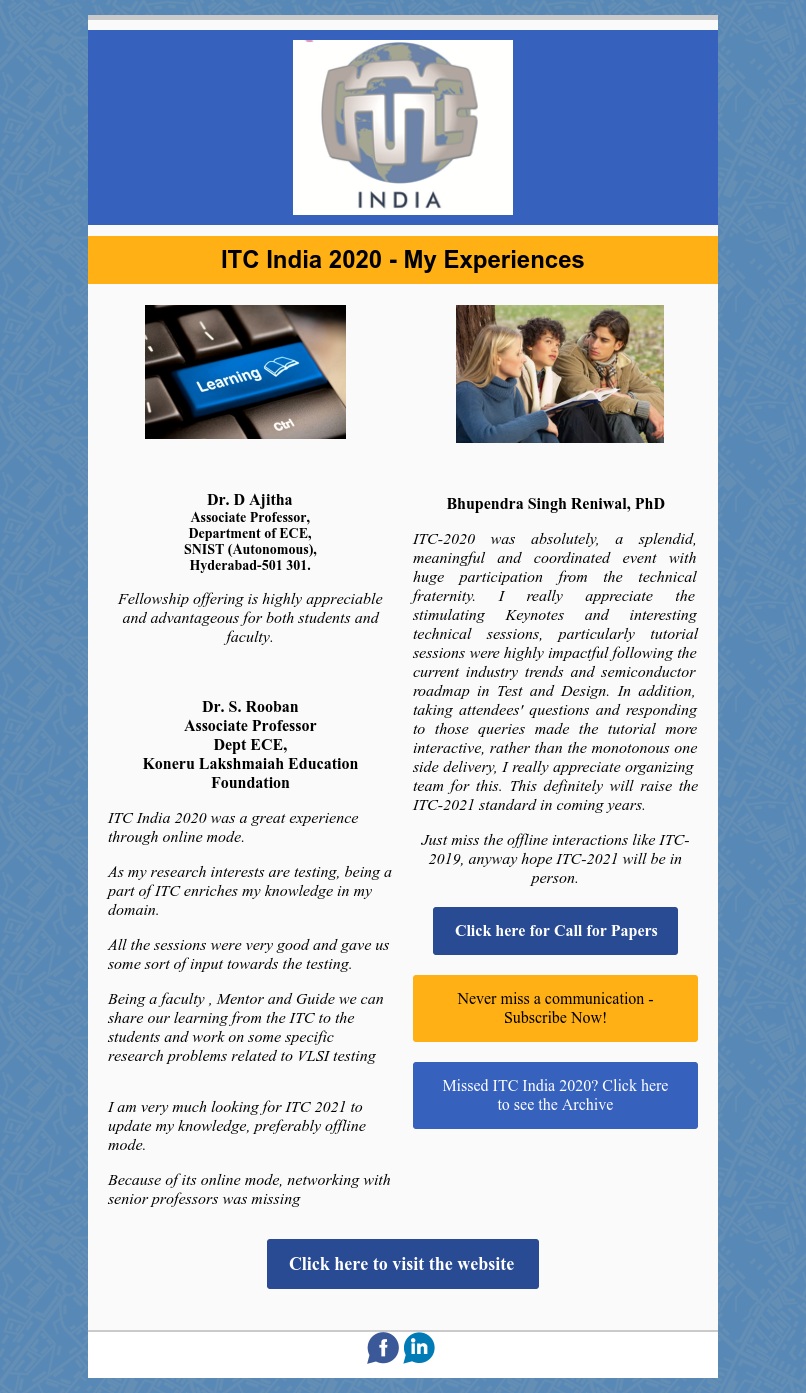 ITC
INDIA
ITC India 2020 - My Experiences
Learning
Ctrl
Dr. D Ajitha
Associate Professor,
Department of ECE,
SNIST (Autonomous),
Hyderabad-501 301.
Fellowship offering is highly appreciable
and advantageous for both students and
faculty.
Dr. S. Rooban
Associate Professor
Dept ECE,
Koneru Lakshmaiah Education
Foundation
ITC India 2020 was a great experience
through online mode.
As my research interests are testing, being a
part of ITC enriches my knowledge in my
domain.
All the sessions were very good and gave us
some sort of input towards the testing.
Being a faculty , Mentor and Guide we can
share our learning from the ITC to the
students and work on some specific
research problems related to VLSI testing
I am very much looking for ITC 2021 to
update my knowledge, preferably offline
mode.
Because of its online mode, networking with
senior professors was missing
Bhupendra Singh Reniwal, PhD
ITC-2020 was absolutely, a splendid,
meaningful and coordinated event with
huge participation from the technical
fraternity. I really appreciate the
stimulating Keynotes and interesting
technical sessions, particularly tutorial
sessions were highly impactful following the
current industry trends and semiconductor
roadmap in Test and Design. In addition,
taking attendees' questions and responding
to those queries made the tutorial more
interactive, rather than the monotonous one
side delivery, I really appreciate organizing
team for this. This definitely will raise the
ITC-2021 standard in coming years.
Just miss the offline interactions like ITC-
2019, anyway hope ITC-2021 will be in
person.
Click here for Call for Papers
Never miss a communication -
Subscribe Now!
Missed ITC India 2020? Click here
to see the Archive
Click here to visit the website
f in